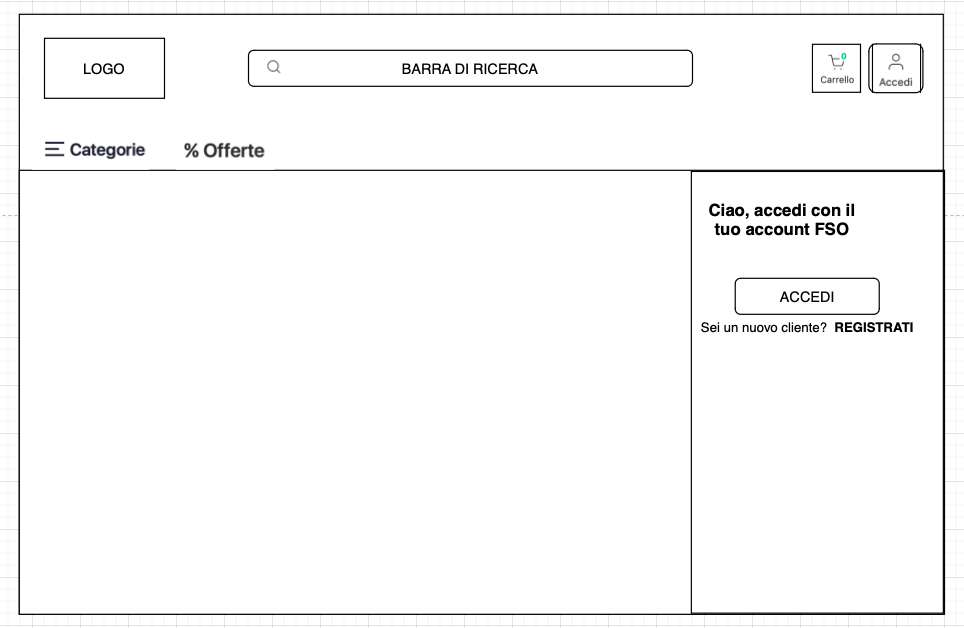 LOGO
BARRA DI RICERCA
0
Carrello
Accedi
Categorie
% Offerte
Ciao, accedi con il
tuo account FSO
ACCEDI
Sei un nuovo cliente? REGISTRATI